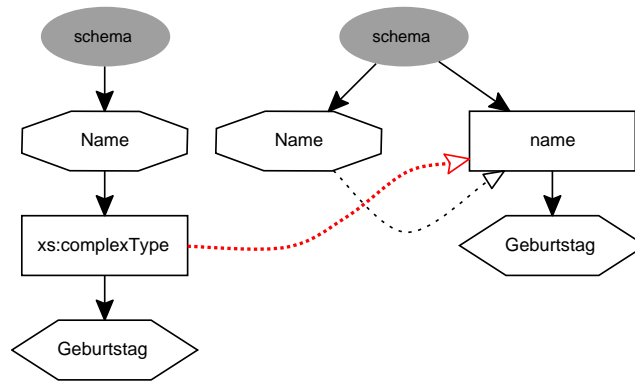 schema
schema
Name
Name
name
xs:complexType
Geburtstag
Geburtstag